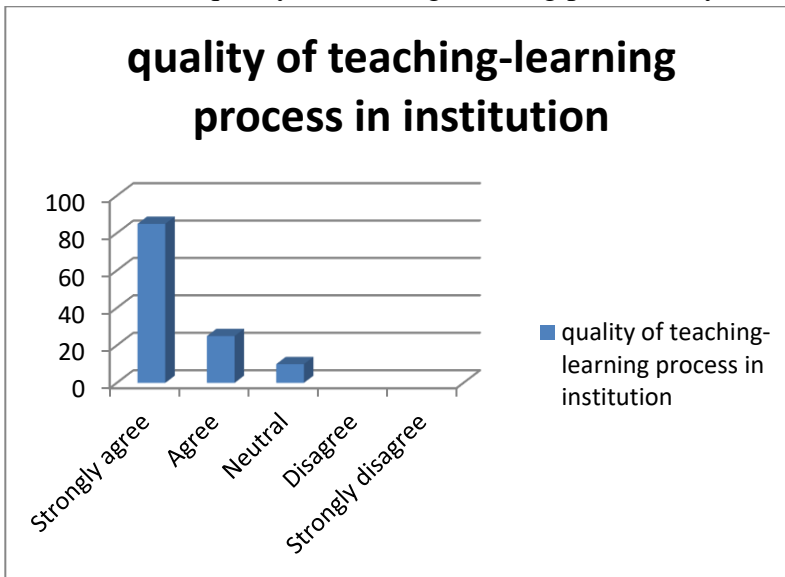 quality of teaching-learning
process in institution
100
80
60
40
20
0
Strongly agree
Agree
Neutral
Disagree
Strongly disagree
quality of teaching-
learning process in
institution